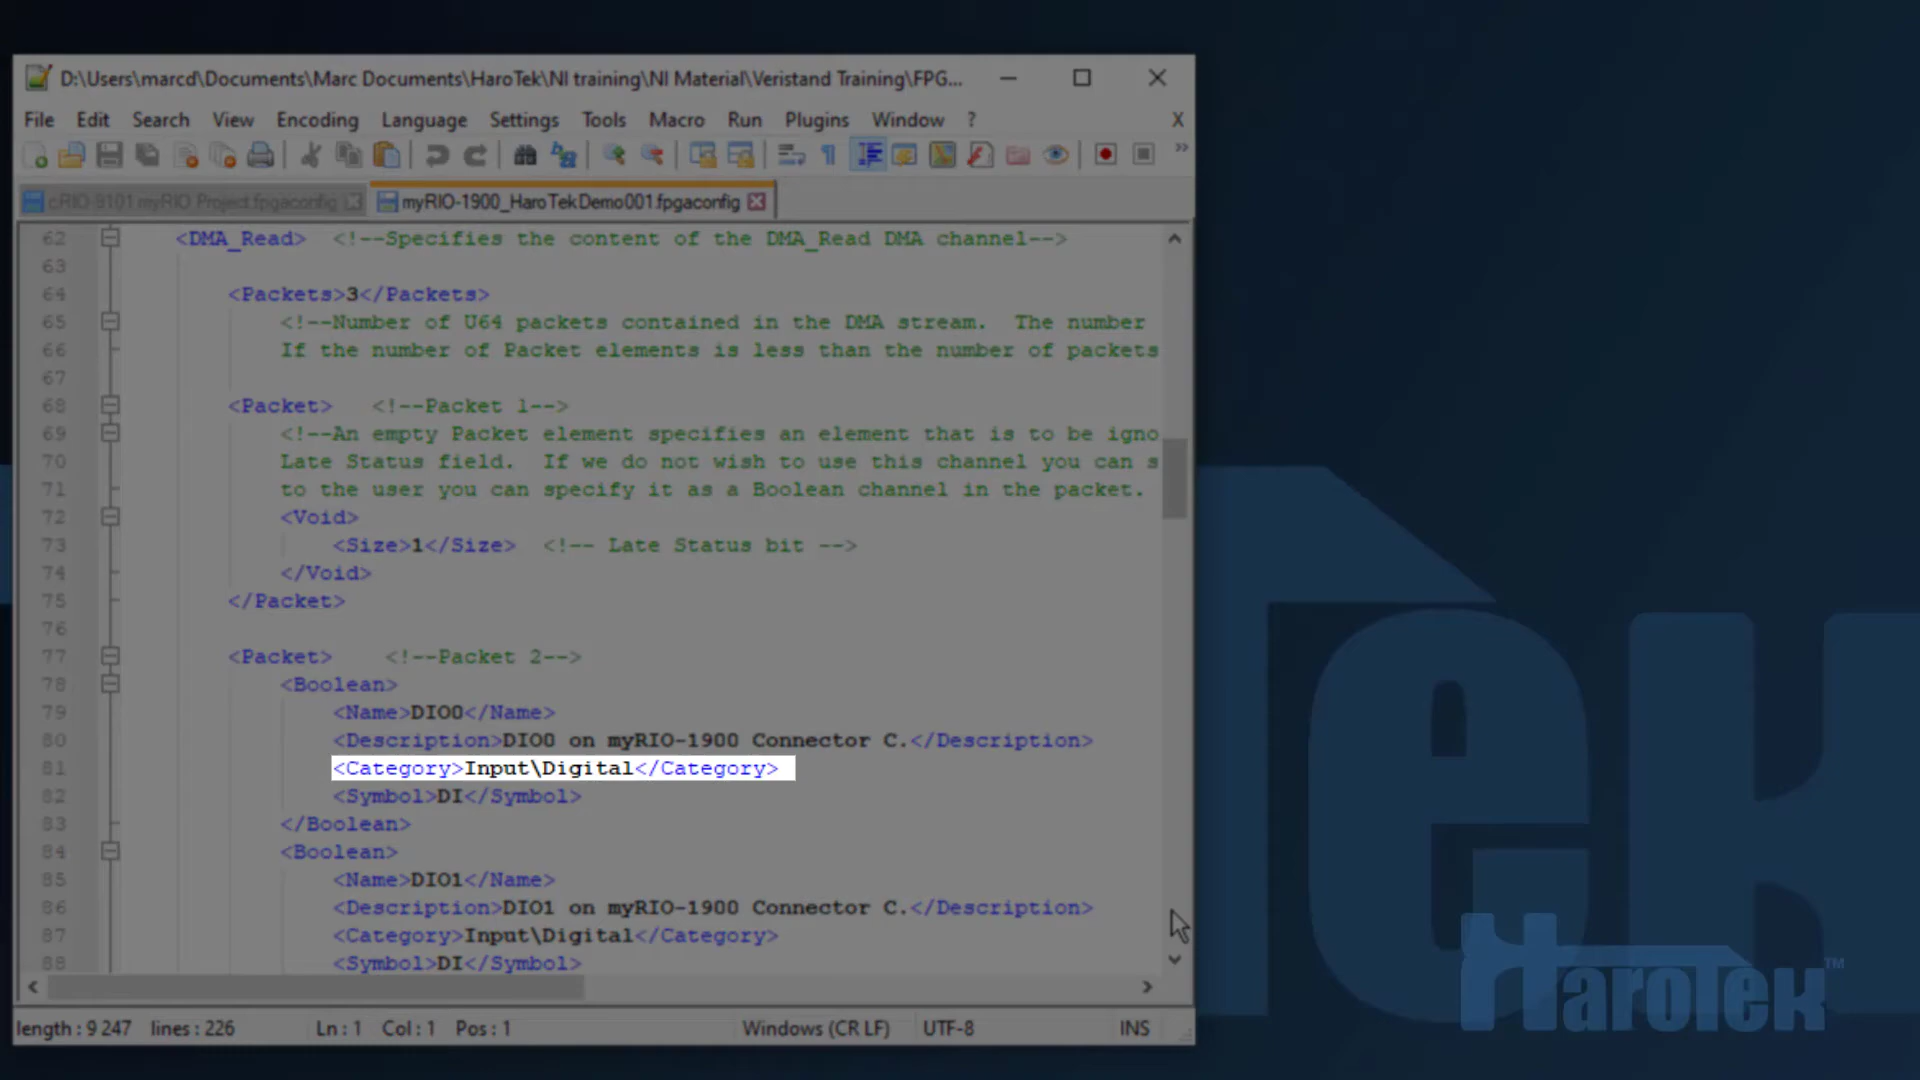 D:\Users\marcd\Documents\Marc Documents\HaroTek\NI training\NI Material\Veristand Training\FPG...
File Edit Search View Encoding Language Settings Tools Macro Run Plugins Window ? X
cRIO-9101 myRIO Project.fpgaconfig myRIO-1900_HaroTekDemo001.fpgaconfig
62 <DMA_Read> <!--Specifies the content of the DMA_Read DMA channel-->
63
64 <Packets>3</Packets>
65 <!--Number of U64 packets contained in the DMA stream. The number
66 If the number of Packet elements is less than the number of packets
67
68 <Packet> <!--Packet 1-->
69 <!--An empty Packet element specifies an element that is to be igno
70 Late Status field. If we do not wish to use this channel you can s
71 to the user you can specify it as a Boolean channel in the packet.
72 <Void>
73 <Size>1</Size> <!-- Late Status bit -->
74 </Void>
75 </Packet>
76
77 <Packet> <!--Packet 2-->
78 <Boolean>
79 <Name>DIO0</Name>
80 <Description>DIO0 on myRIO-1900 Connector C.</Description>
81 <Category>Input\Digital</Category>
82 <Symbol>DI</Symbol>
83 </Boolean>
84 <Boolean>
85 <Name>DIO1</Name>
86 <Description>DIO1 on myRIO-1900 Connector C.</Description>
87 <Category>Input\Digital</Category>
88 <Symbol>DI</Symbol>
length : 9 247 lines : 226 Ln : 1 Col : 1 Pos : 1 Windows (CR LF) UTF-8 INS
Tek
HaroTek™